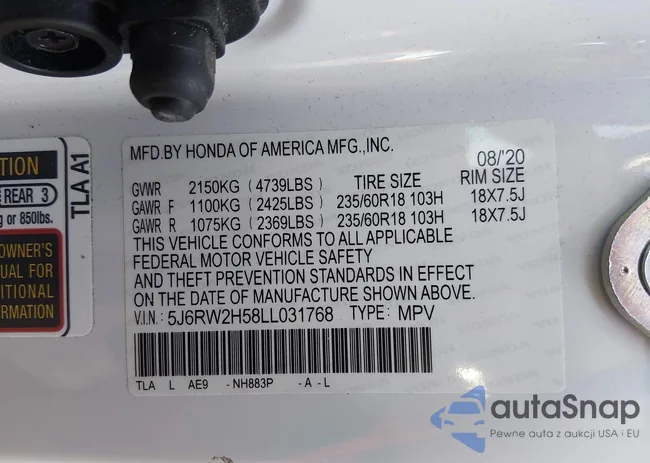 TION
REAR 3
g or 850lbs.
OWNER'S
UAL FOR
ITIONAL
RMATION
TLA A1
MFD.BY HONDA OF AMERICA MFG.,INC. 08/'20
GVWR 2150KG ( 4739LBS ) TIRE SIZE RIM SIZE
GAWR F 1100KG ( 2425LBS ) 235/60R18 103H 18X7.5J
GAWR R 1075KG ( 2369LBS ) 235/60R18 103H 18X7.5J
THIS VEHICLE CONFORMS TO ALL APPLICABLE
FEDERAL MOTOR VEHICLE SAFETY
AND THEFT PREVENTION STANDARDS IN EFFECT
ON THE DATE OF MANUFACTURE SHOWN ABOVE.
V.I.N.: 5J6RW2H58LL031768 TYPE: MPV
TLA L AE9 -NH883P -A-L
autaSnap
Pewne auta z aukcji USA i EU